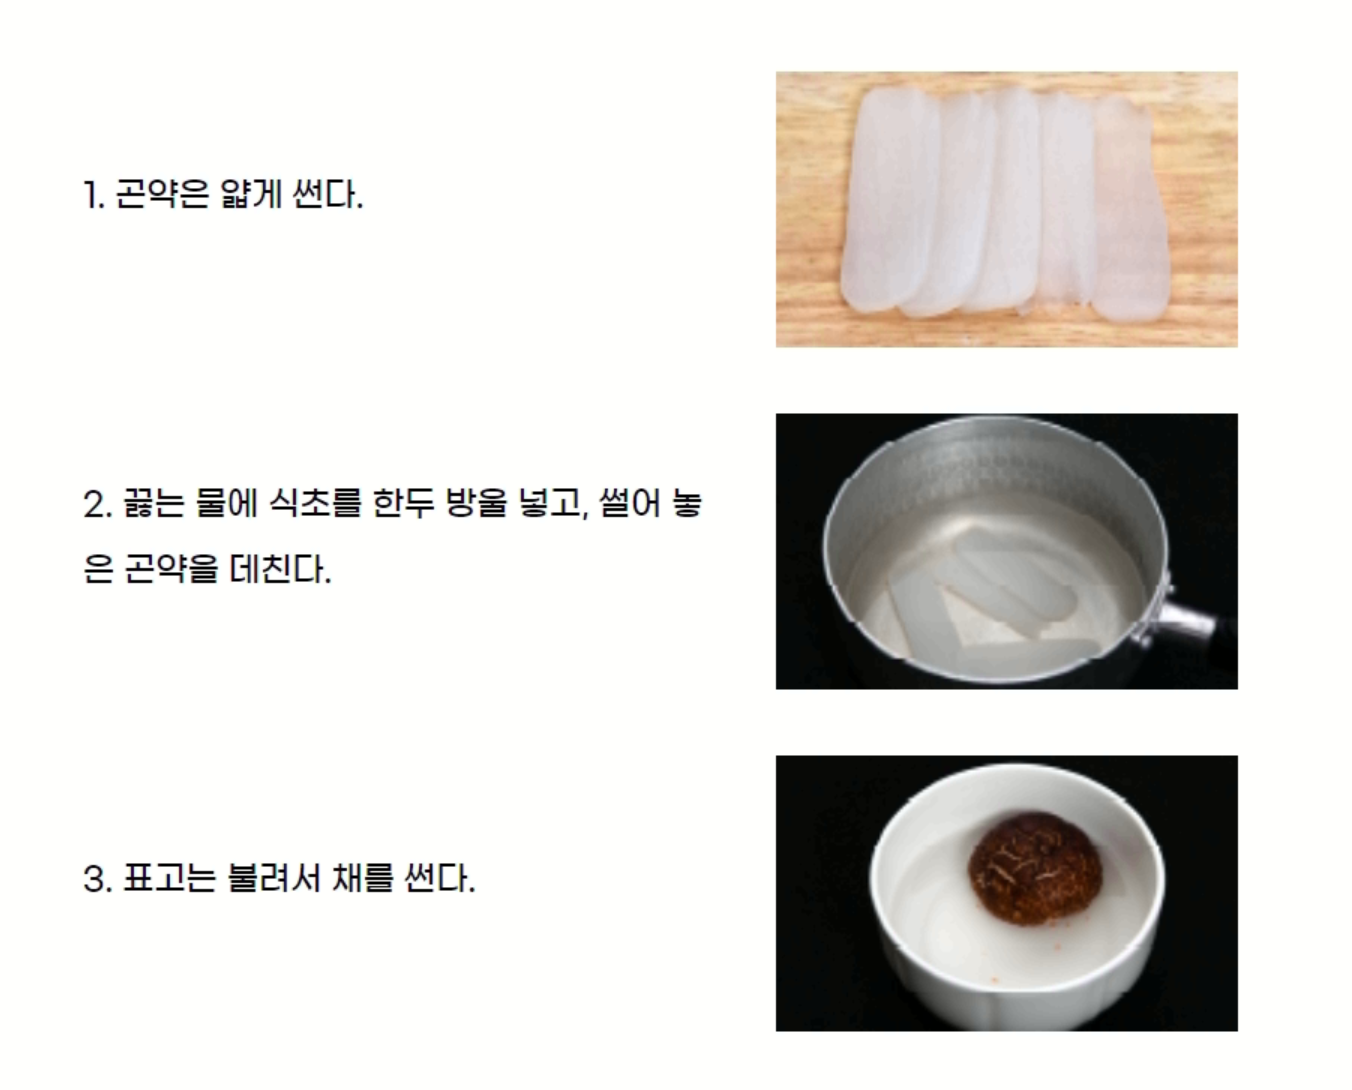 1. 곤약은 얇게 썬다.
2. 끓는 물에 식초를 한두 방울 넣고, 썰어 놓
은 곤약을 데친다.
3. 표고는 불려서 채를 썬다.